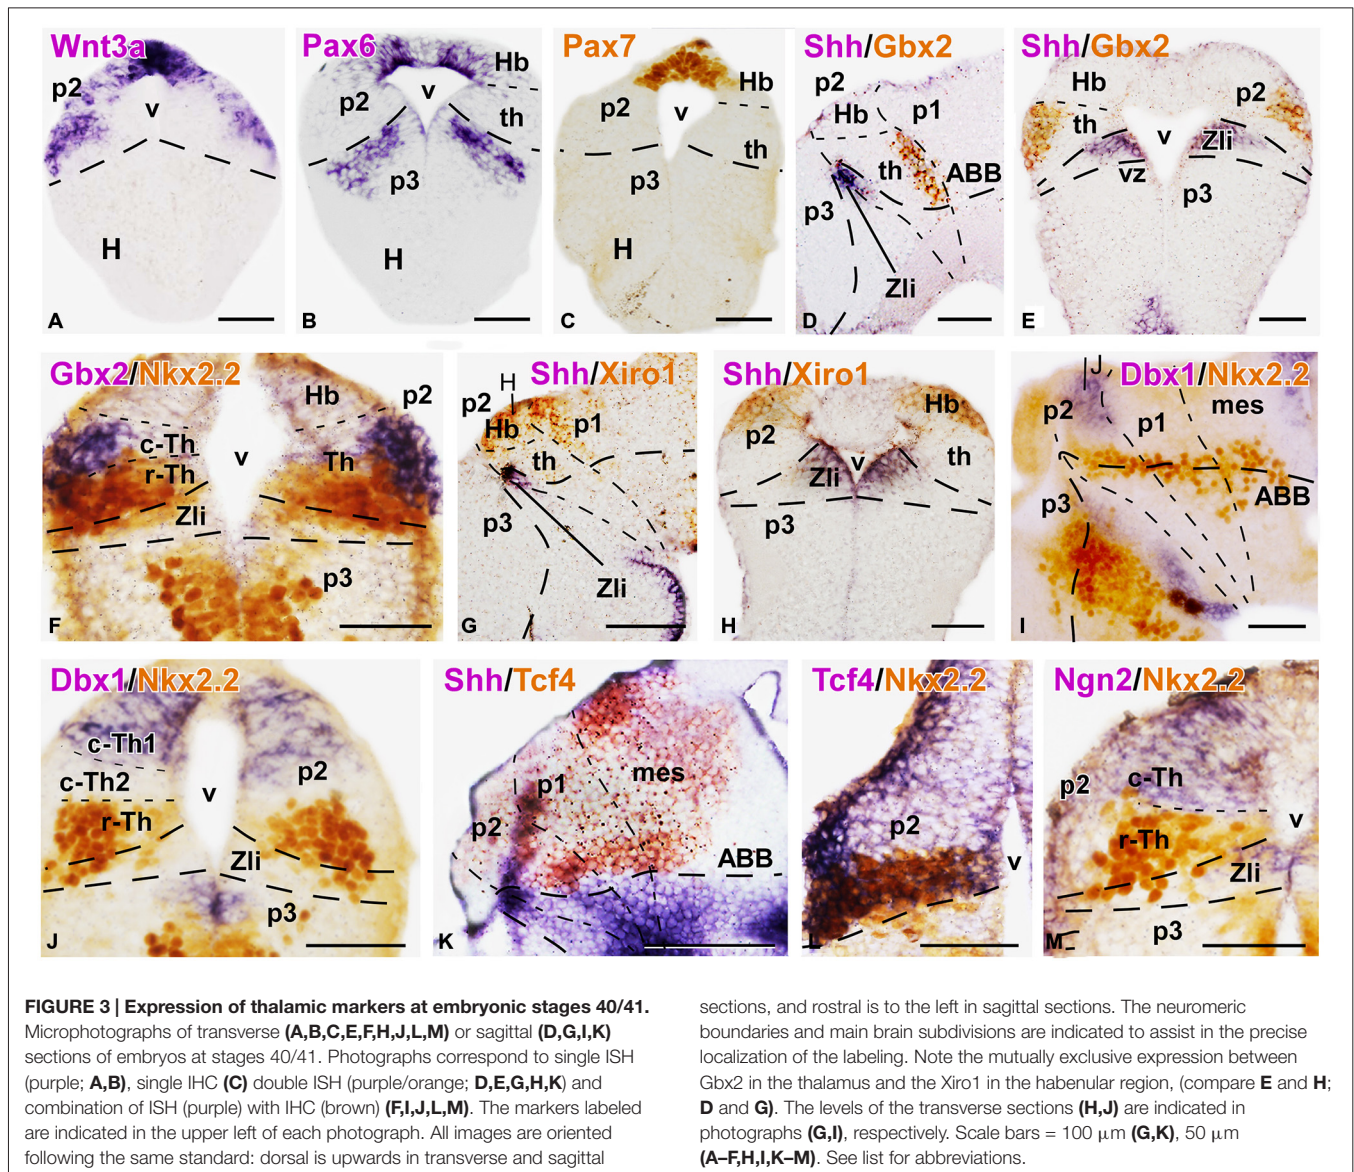 Wnt3a
p2
v
H
A
Pax6
Hb
p2
v
th
p3
H
B
Pax7
Hb
p2
v
th
p3
H
C
Shh/Gbx2
p2
Hb
p1
th
ABB
p3
Zli
D
Shh/Gbx2
Hb
p2
th
v
Zli
vz
p3
E
Gbx2/Nkx2.2
Hb
p2
c-Th
r-Th
v
Th
Zli
p3
F
Shh/Xiro1
H
p2
Hb
p1
th
p3
Zli
G
Shh/Xiro1
Hb
p2
Zli
v
th
p3
H
J
Dbx1/Nkx2.2
mes
p2
p1
ABB
p3
I
Dbx1/Nkx2.2
c-Th1
c-Th2
p2
v
r-Th
Zli
p3
J
Shh/Tcf4
p1
mes
p2
ABB
K
Tcf4/Nkx2.2
p2
v
L
Ngn2/Nkx2.2
c-Th
p2
v
r-Th
Zli
p3
M
FIGURE 3 | Expression of thalamic markers at embryonic stages 40/41.
Microphotographs of transverse (A,B,C,E,F,H,J,L,M) or sagittal (D,G,I,K)
sections of embryos at stages 40/41. Photographs correspond to single ISH
(purple; A,B), single IHC (C) double ISH (purple/orange; D,E,G,H,K) and
combination of ISH (purple) with IHC (brown) (F,I,J,L,M). The markers labeled
are indicated in the upper left of each photograph. All images are oriented
following the same standard: dorsal is upwards in transverse and sagittal
sections, and rostral is to the left in sagittal sections. The neuromeric
boundaries and main brain subdivisions are indicated to assist in the precise
localization of the labeling. Note the mutually exclusive expression between
Gbx2 in the thalamus and the Xiro1 in the habenular region, (compare E and H;
D and G). The levels of the transverse sections (H,J) are indicated in
photographs (G,I), respectively. Scale bars = 100 μm (G,K), 50 μm
(A–F,H,I,K–M). See list for abbreviations.